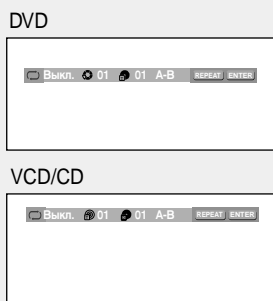 DVD
Выкл. 01 01 A-B REPEAT ENTER
VCD/CD
Выкл. 01 01 A-B REPEAT ENTER